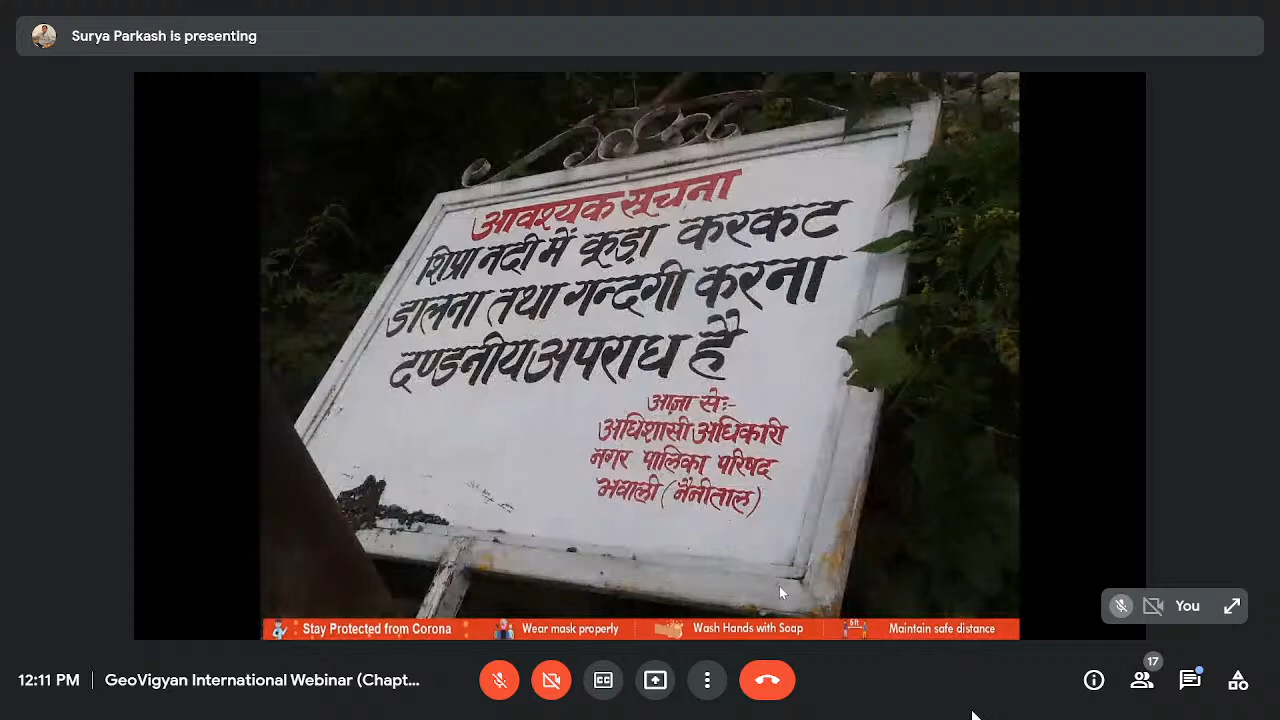 Surya Parkash is presenting
आवश्यक सूचना
शिप्रा नदी में कूड़ा करकट
डालना तथा गन्दगी करना
दण्डनीय अपराध है
आज्ञा से:-
अधिशासी अधिकारी
नगर पालिका परिषद
भवाली (नैनीताल)
Stay Protected from Corona Wear mask properly Wash Hands with Soap 6ft Maintain safe distance
You
12:11 PM GeoVigyan International Webinar (Chapt...
17